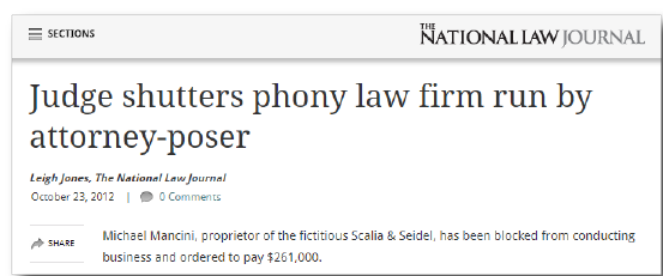 SECTIONS
THE
NATIONAL LAW JOURNAL
Judge shutters phony law firm run by
attorney-poser
Leigh Jones, The National Law Journal
October 23, 2012 | 0 Comments
SHARE
Michael Mancini, proprietor of the fictitious Scalia & Seidel, has been blocked from conducting
business and ordered to pay $261,000.